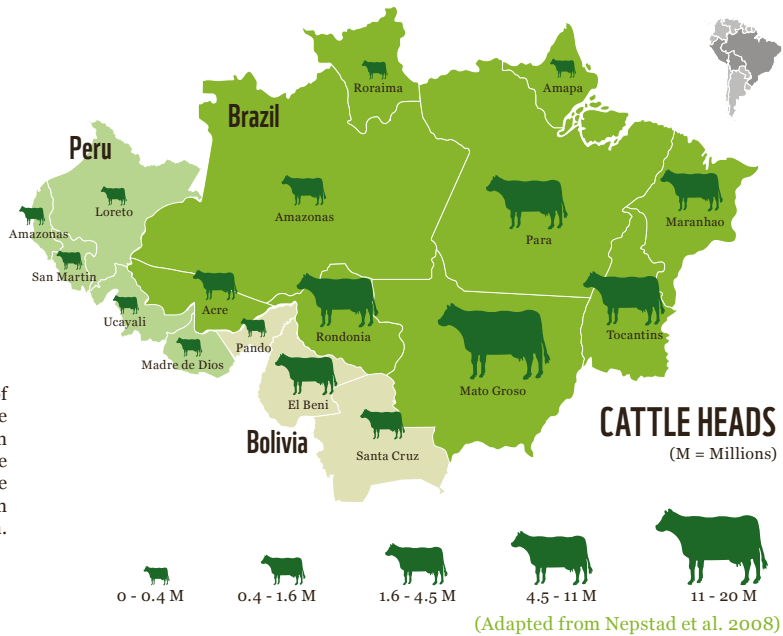 Roraima
Amapa
Brazil
Peru
Loreto
Amazonas
Para
Maranhao
Amazonas
San Martin
Acre
Ucayali
Rondonia
Tocantins
Pando
Madre de Dios
Mato Groso
El Beni
of
e
CATTLE HEADS
Bolivia
(M = Millions)
n
Santa Cruz
e
e
n
.
0 - 0.4 M
0.4 - 1.6 M
1.6 - 4.5 M
4.5 - 11 M
11 - 20 M
(Adapted from Nepstad et al. 2008)